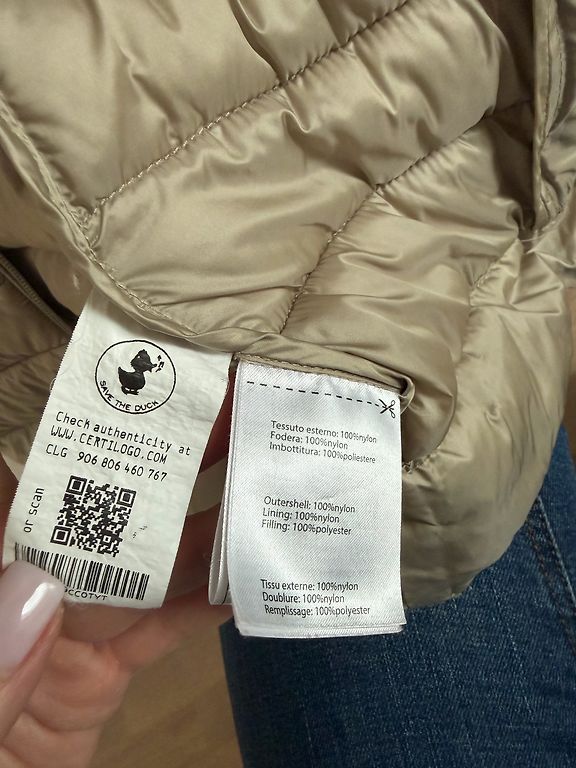 SAVE THE DUCK
Check authenticity at
WWW.CERTILOGO.COM
CLG 906 806 460 767
or scan
Tessuto esterno: 100%nylon
Fodera: 100%nylon
Imbottitura: 100%poliestere
Outershell: 100%nylon
Lining: 100%nylon
Filling: 100%polyester
Tissu externe: 100%nylon
Doublure: 100%nylon
Remplissage: 100%polyester